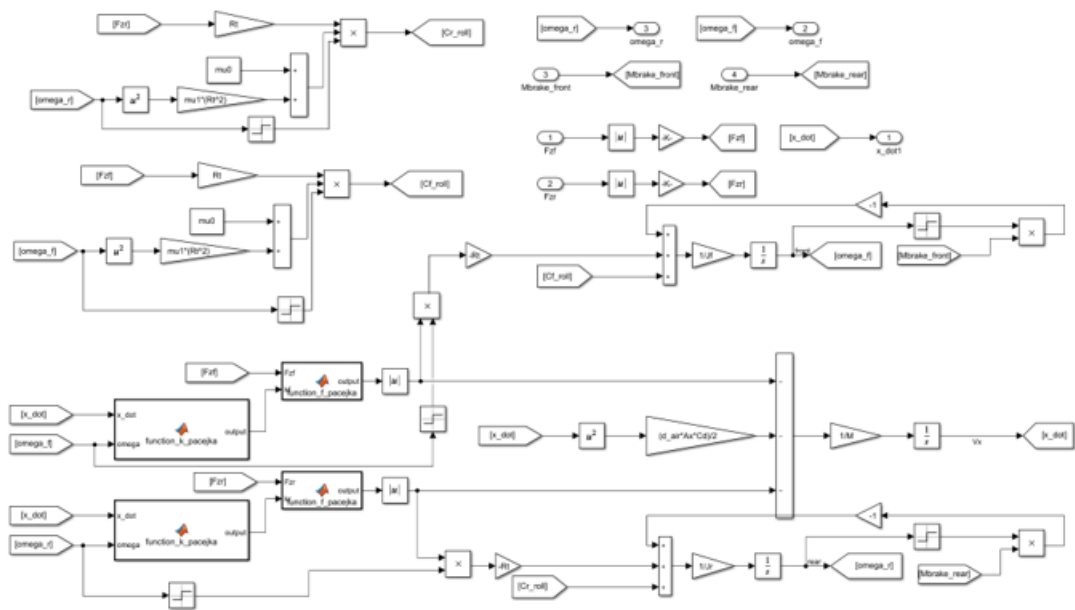 [Fzr]
Rt
×
[Cr_roll]
mu0
[omega_r]
u²
mu1*(Rt^2)
[Fzf]
Rt
×
[Cf_roll]
mu0
[omega_f]
u²
mu1*(Rt^2)
[omega_r]
3
omega_r
[omega_f]
2
omega_f
3
Mbrake_front
[Mbrake_front]
4
Mbrake_rear
[Mbrake_rear]
1
Fzf
|u|
-K-
[Fzf]
[x_dot]
1
x_dot1
2
Fzr
|u|
-K-
[Fzr]
-1
-Rt
[Cf_roll]
1/Jf
1/s
front
[omega_f]
[Mbrake_front]
×
×
[Fzf]
Fzf
output
function_f_pacejka
|u|
[x_dot]
x_dot
[omega_f]
omega
output
function_k_pacejka
[x_dot]
u²
(d_air*Ax*Cd)/2
1/M
1/s
Vx
[x_dot]
[Fzr]
Fzr
output
function_f_pacejka
|u|
[x_dot]
x_dot
[omega_r]
omega
output
function_k_pacejka
-1
×
-Rt
[Cr_roll]
1/Jr
1/s
rear
[omega_r]
[Mbrake_rear]
×